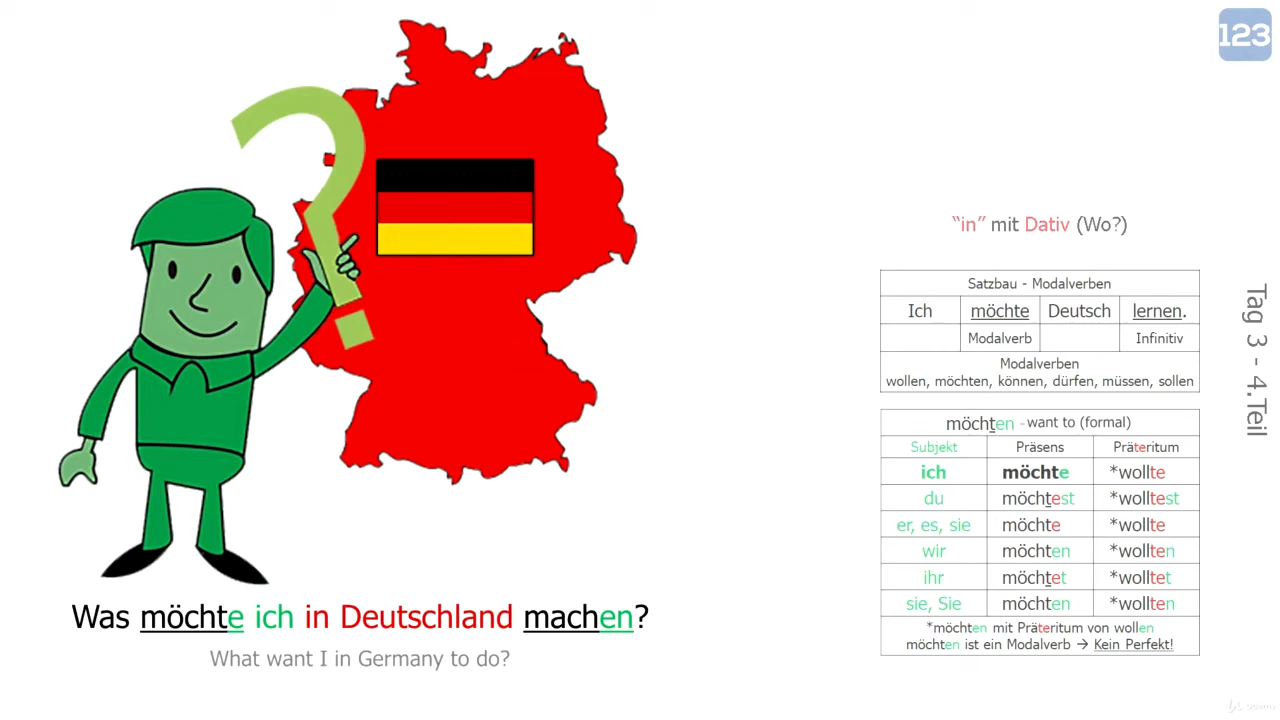 123
Was möchte ich in Deutschland machen?
What want I in Germany to do?
“in” mit Dativ (Wo?)
Satzbau - Modalverben
Ich möchte Deutsch lernen.
Modalverb Infinitiv
Modalverben
wollen, möchten, können, dürfen, müssen, sollen
möchten - want to (formal)
Subjekt Präsens Präteritum
ich möchte *wollte
du möchtest *wolltest
er, es, sie möchte *wollte
wir möchten *wollten
ihr möchtet *wolltet
sie, Sie möchten *wollten
*möchten mit Präteritum von wollen
möchten ist ein Modalverb → Kein Perfekt!
Tag 3 - 4.Teil